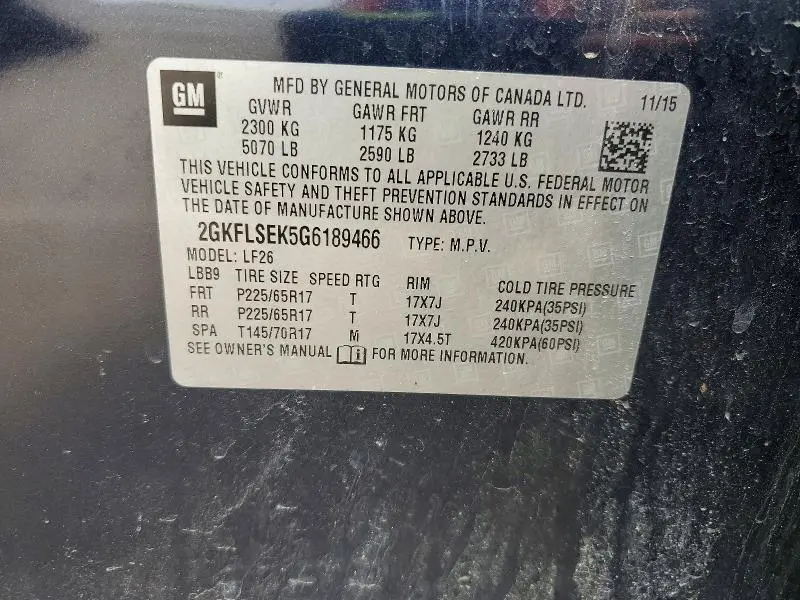 GM
MFD BY GENERAL MOTORS OF CANADA LTD. 11/15
GVWR GAWR FRT GAWR RR
2300 KG 1175 KG 1240 KG
5070 LB 2590 LB 2733 LB
THIS VEHICLE CONFORMS TO ALL APPLICABLE U.S. FEDERAL MOTOR
VEHICLE SAFETY AND THEFT PREVENTION STANDARDS IN EFFECT ON
THE DATE OF MANUFACTURE SHOWN ABOVE.
2GKFLSEK5G6189466 TYPE: M.P.V.
MODEL: LF26
LBB9 TIRE SIZE SPEED RTG RIM COLD TIRE PRESSURE
FRT P225/65R17 T 17X7J 240KPA(35PSI)
RR P225/65R17 T 17X7J 240KPA(35PSI)
SPA T145/70R17 M 17X4.5T 420KPA(60PSI)
SEE OWNER'S MANUAL FOR MORE INFORMATION.